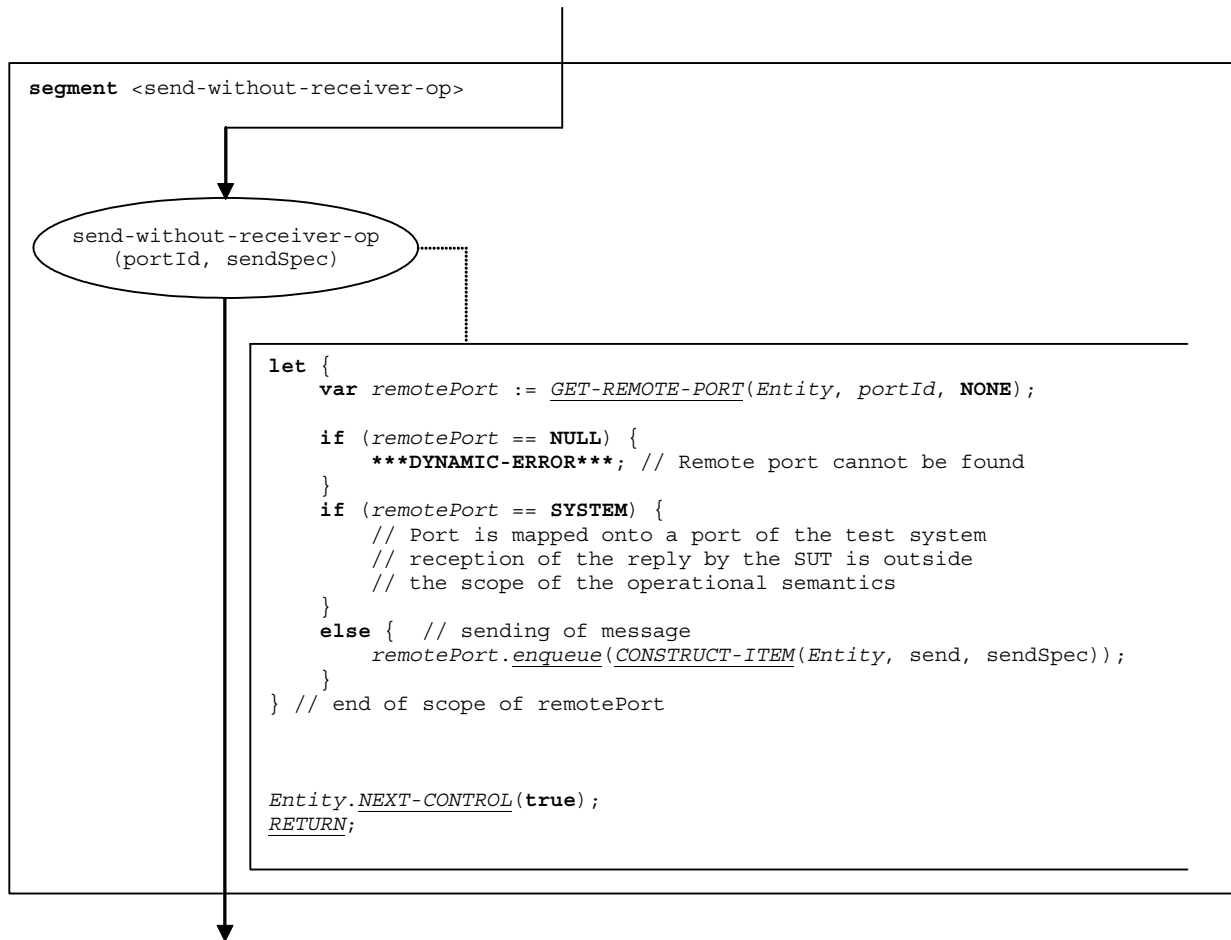 segment <send-without-receiver-op>
send-without-receiver-op
(portId, sendSpec)
let {
var remotePort := GET-REMOTE-PORT(Entity, portId, NONE);
if (remotePort == NULL) {
***DYNAMIC-ERROR***; // Remote port cannot be found
}
if (remotePort == SYSTEM) {
// Port is mapped onto a port of the test system
// reception of the reply by the SUT is outside
// the scope of the operational semantics
}
else { // sending of message
remotePort.enqueue(CONSTRUCT-ITEM(Entity, send, sendSpec));
}
} // end of scope of remotePort
Entity.NEXT-CONTROL(true);
RETURN;